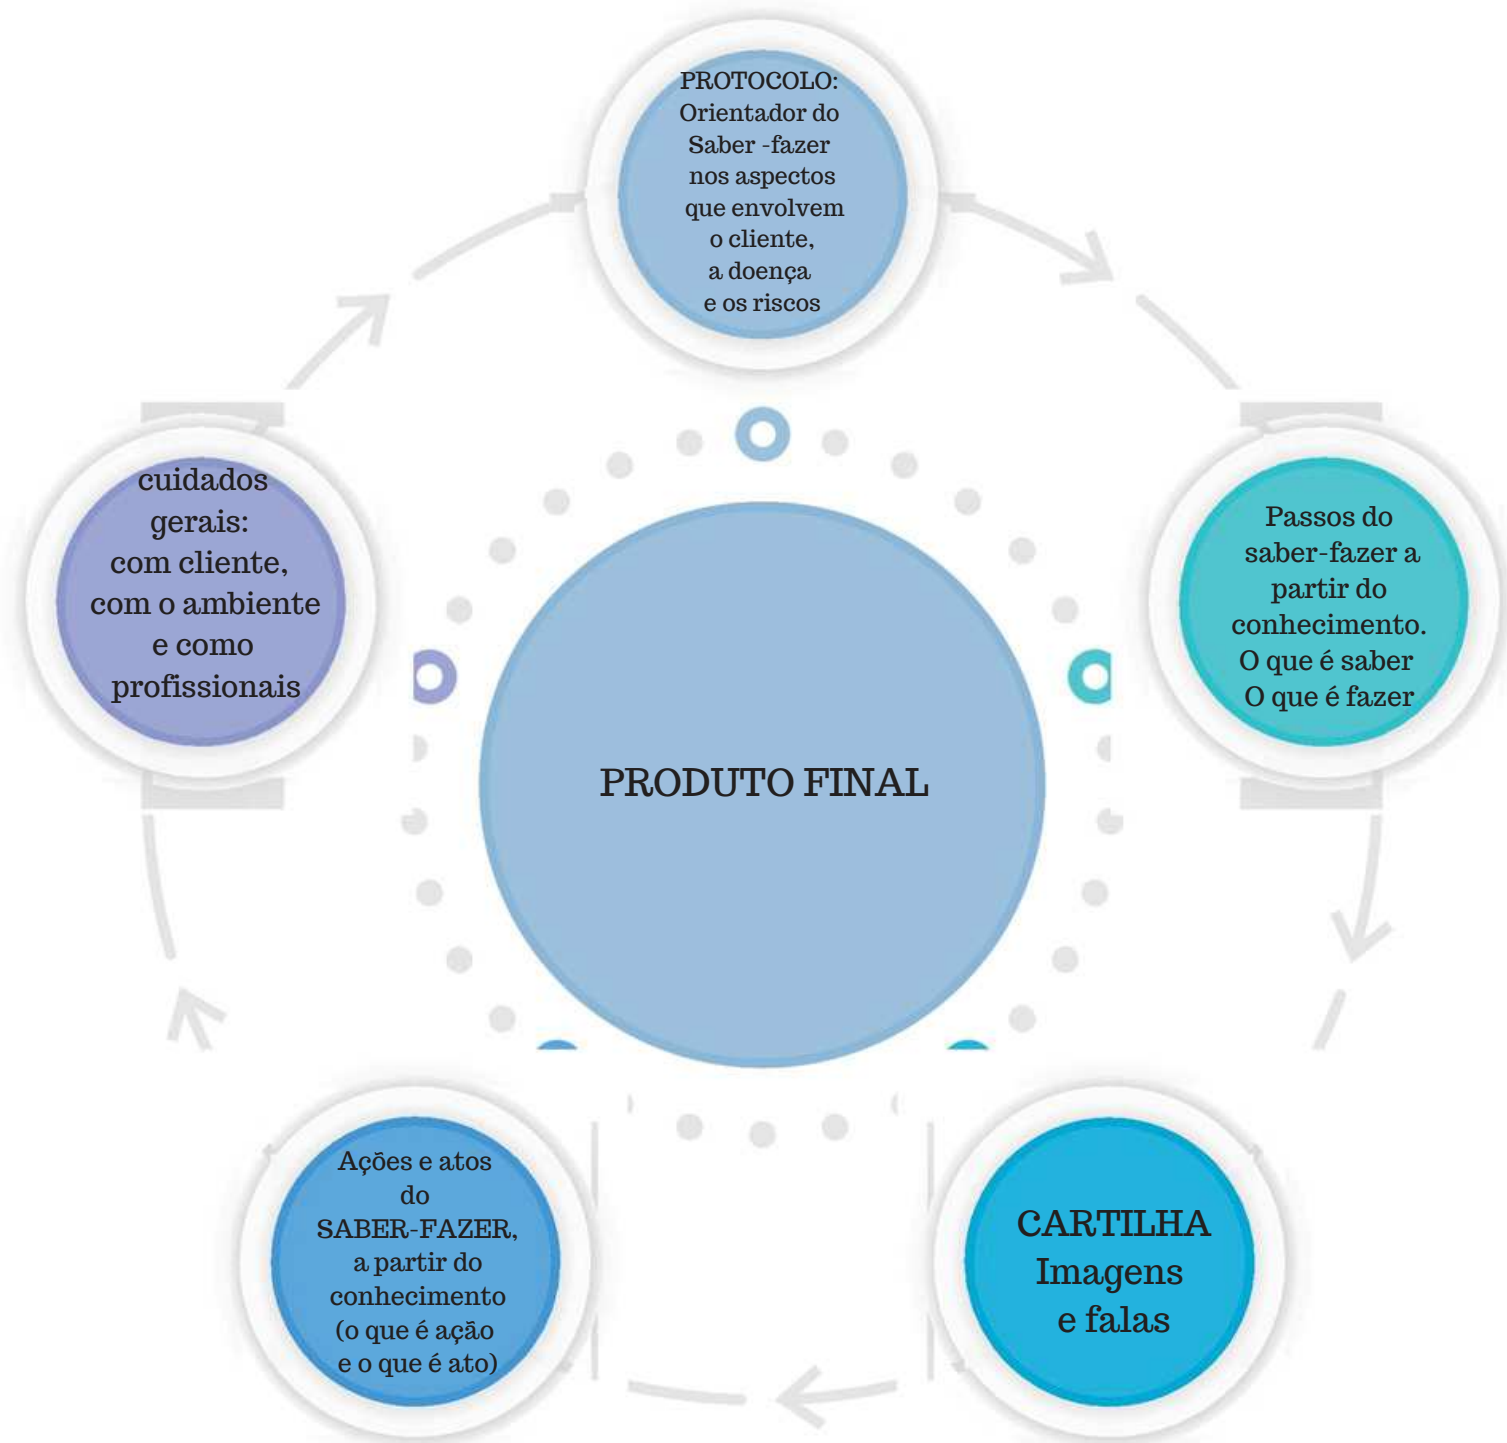 PROTOCOLO:
Orientador do
Saber -fazer
nos aspectos
que envolvem
o cliente,
a doença
e os riscos
cuidados
gerais:
com cliente,
com o ambiente
e como
profissionais
Passos do
saber-fazer a
partir do
conhecimento.
O que é saber
O que é fazer
PRODUTO FINAL
Ações e atos
do
SABER-FAZER,
a partir do
conhecimento
(o que é ação
e o que é ato)
CARTILHA
Imagens
e falas